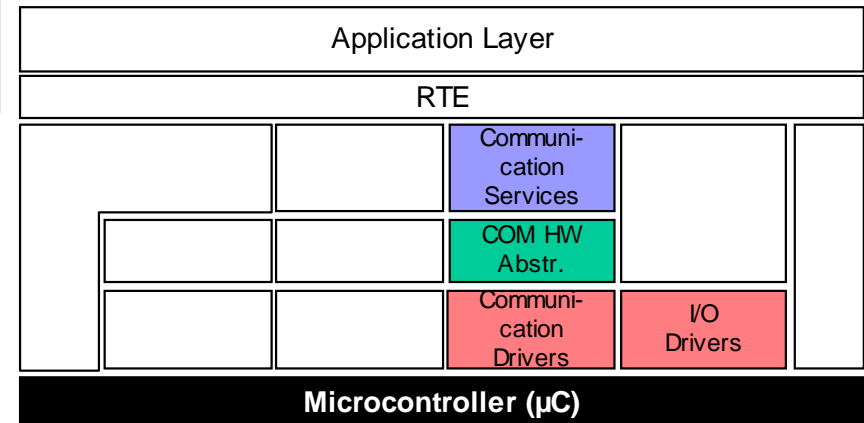 Application Layer
RTE
Communi-
cation
Services
COM HW
Abstr.
Communi-
cation
Drivers
I/O
Drivers
Microcontroller (µC)